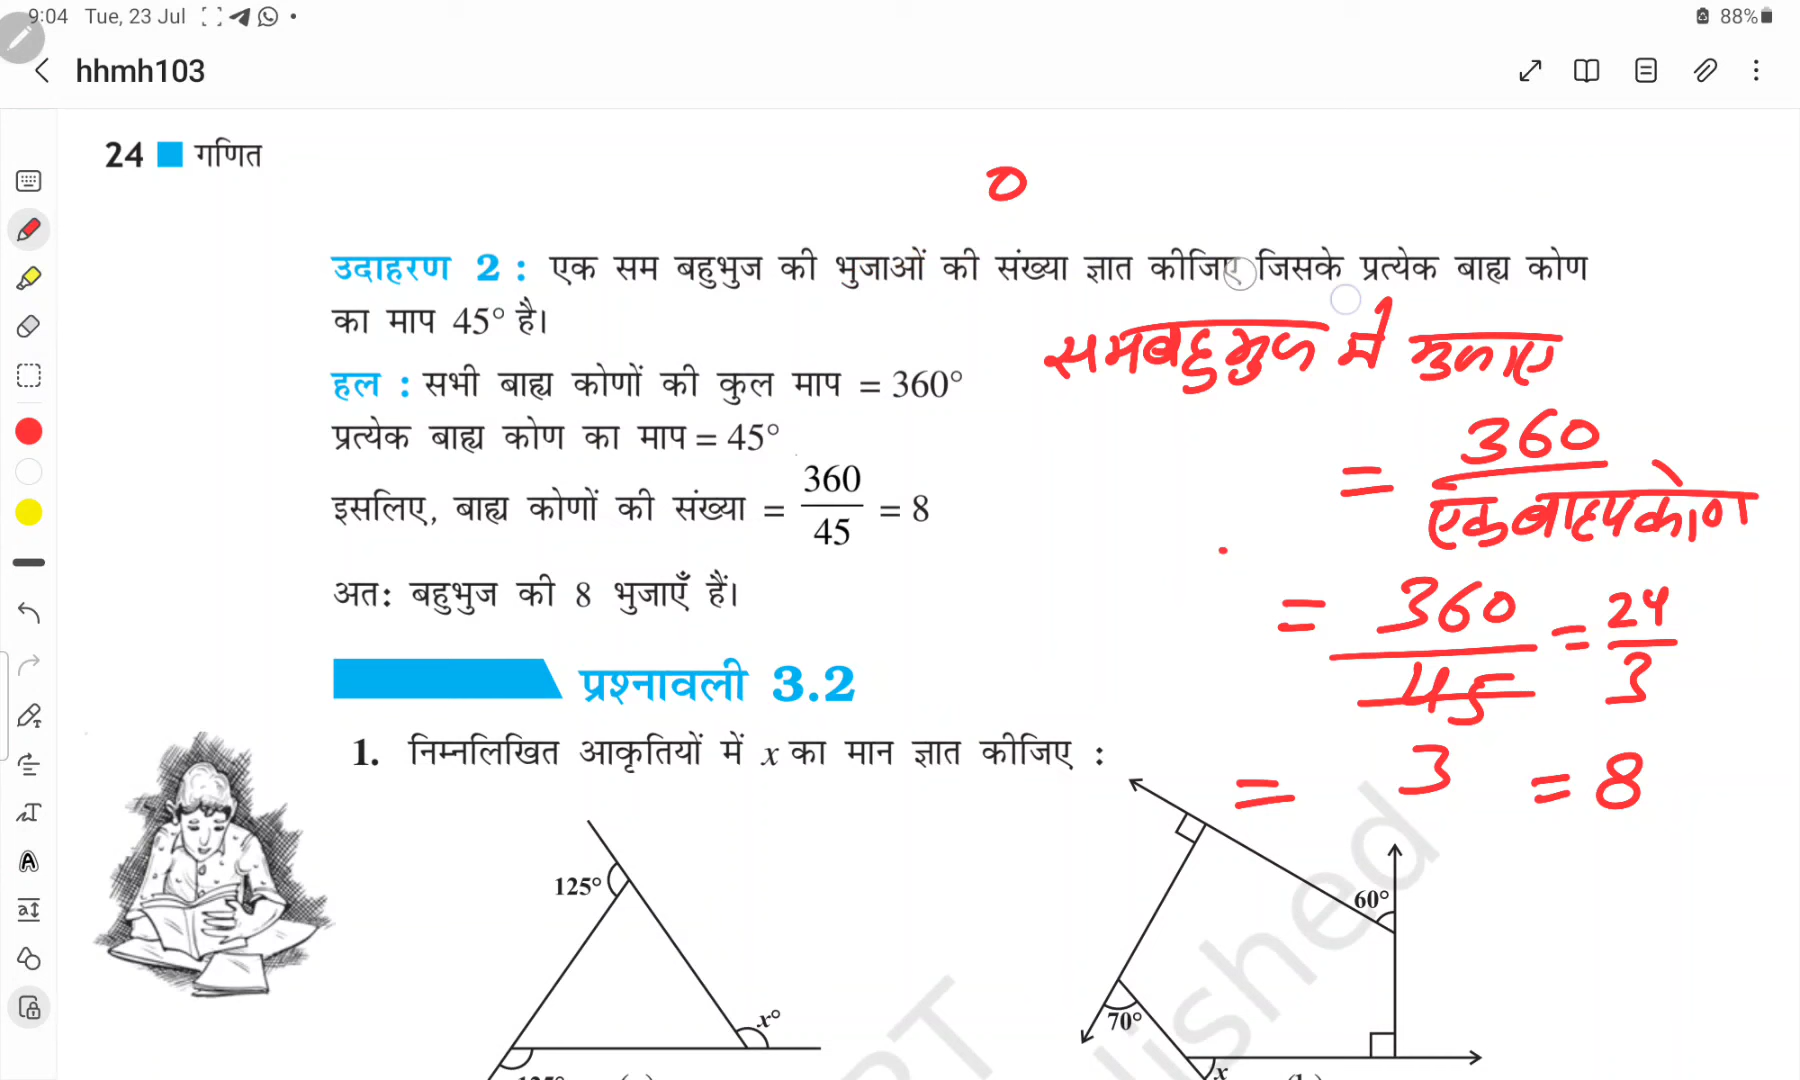 9:04 Tue, 23 Jul
88%
hhmh103
24 गणित
0
उदाहरण 2 : एक सम बहुभुज की भुजाओं की संख्या ज्ञात कीजिए जिसके प्रत्येक बाह्य कोण
का माप 45° है।
समबहुभुज में भुजाए
हल : सभी बाह्य कोणों की कुल माप = 360°
प्रत्येक बाह्य कोण का माप = 45°
= 360
एक बाह्य कोण
इसलिए, बाह्य कोणों की संख्या = 360/45 = 8
अतः बहुभुज की 8 भुजाएँ हैं।
= 360/45 = 24/3
3
= = 8
प्रश्नावली 3.2
1. निम्नलिखित आकृतियों में x का मान ज्ञात कीजिए :
125°
x°
60°
70°
x
lished